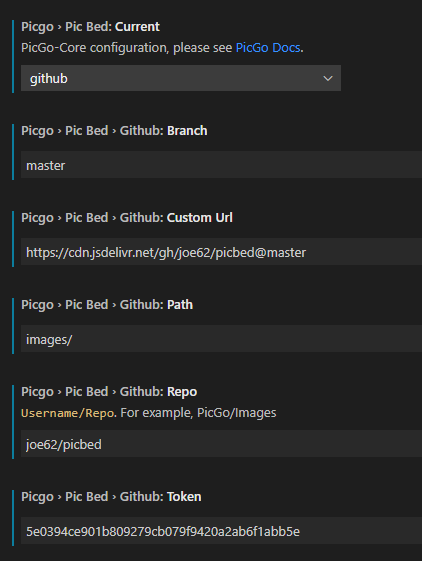 Picgo › Pic Bed: Current
PicGo-Core configuration, please see PicGo Docs.
github
Picgo › Pic Bed › Github: Branch
master
Picgo › Pic Bed › Github: Custom Url
https://cdn.jsdelivr.net/gh/joe62/picbed@master
Picgo › Pic Bed › Github: Path
images/
Picgo › Pic Bed › Github: Repo
Username/Repo. For example, PicGo/Images
joe62/picbed
Picgo › Pic Bed › Github: Token
5e0394ce901b809279cb079f9420a2ab6f1abb5e